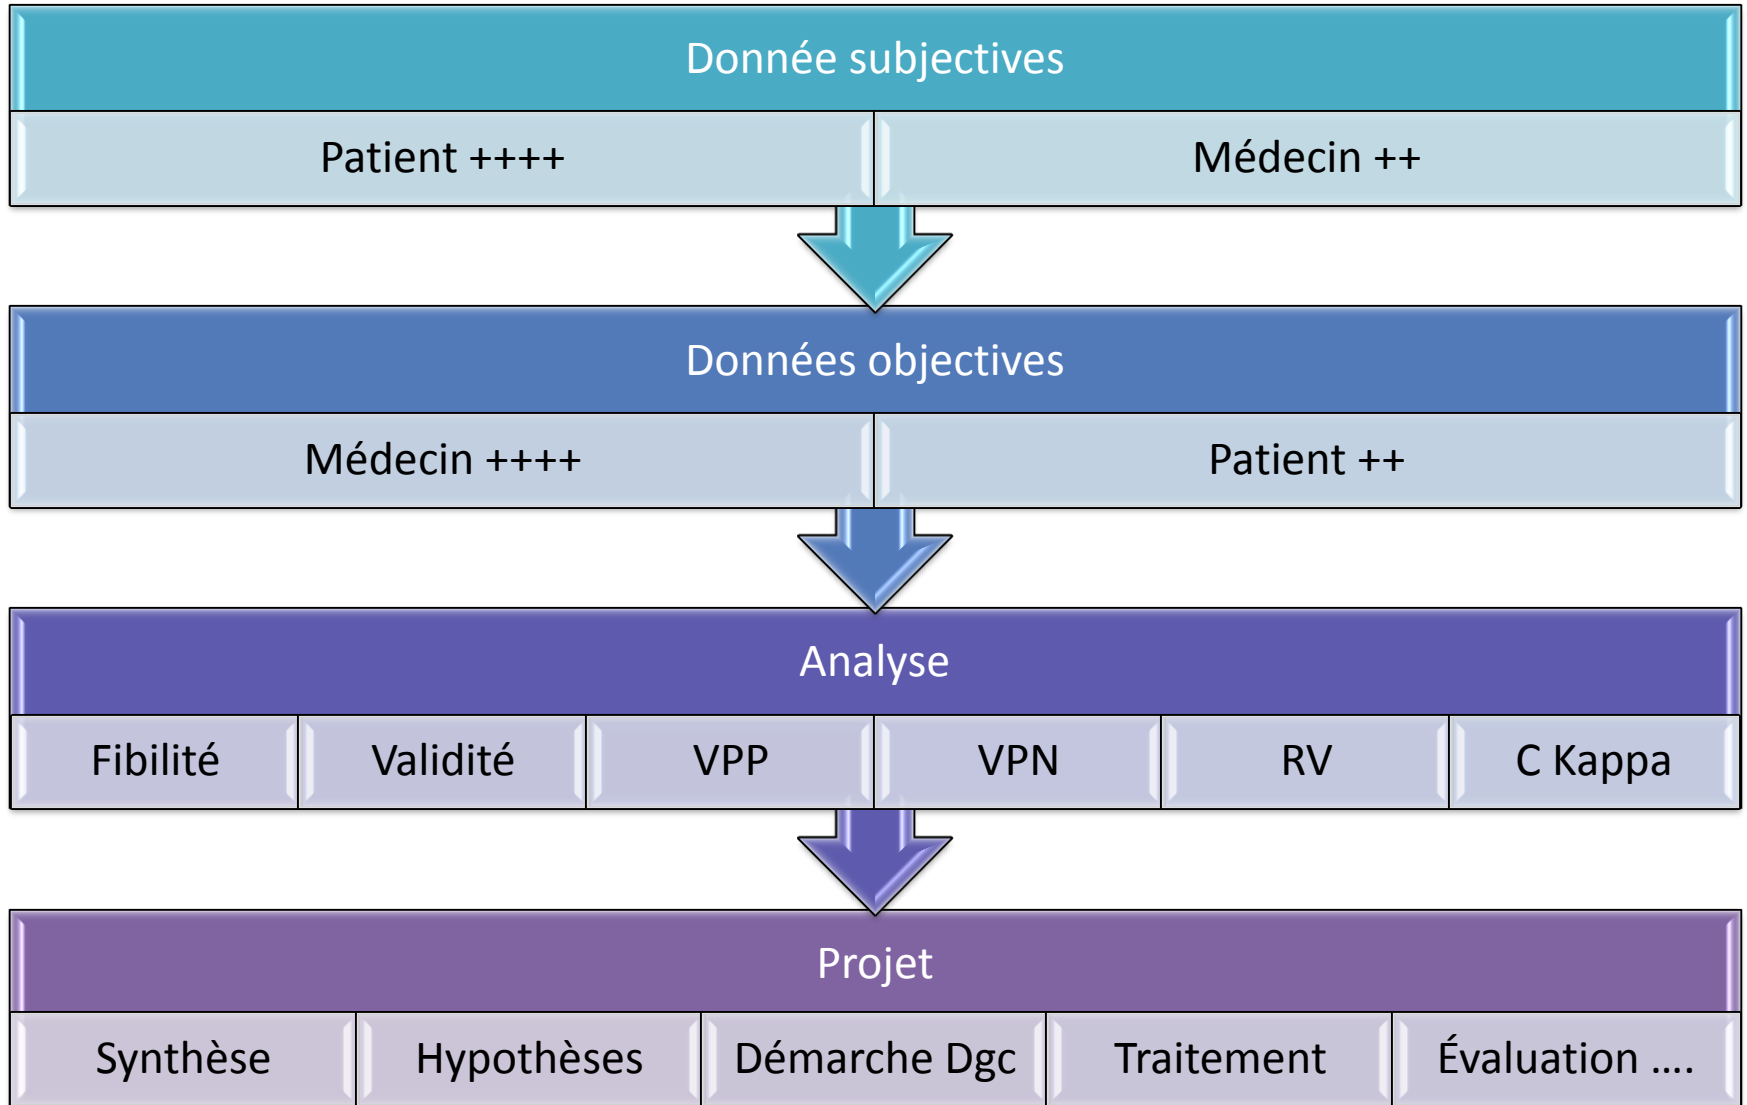 Donnée subjectives
Patient ++++
Médecin ++
Données objectives
Médecin ++++
Patient ++
Analyse
Fibilité
Validité
VPP
VPN
RV
C Kappa
Projet
Synthèse
Hypothèses
Démarche Dgc
Traitement
Évaluation ....